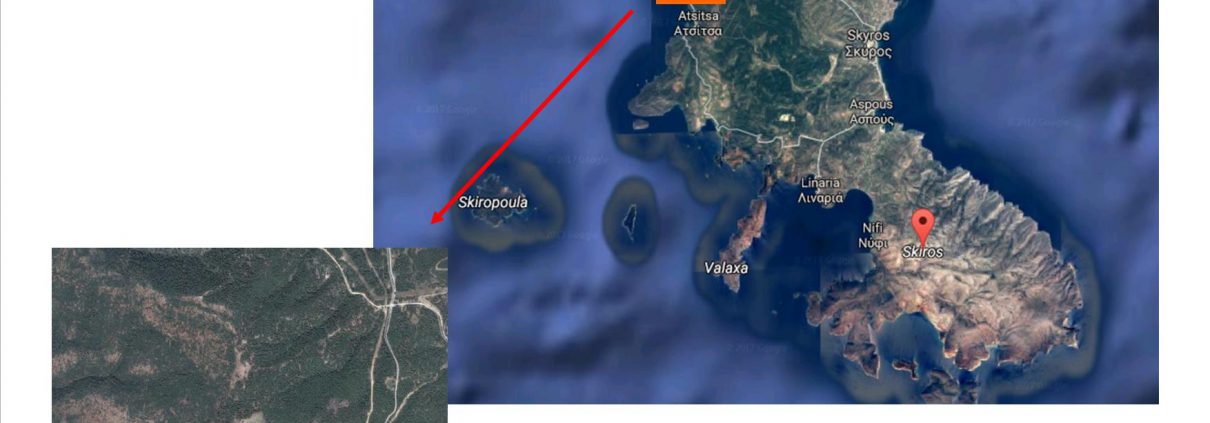 Atsitsa
Ατσίτσα
Skyros
Σκύρος
Aspous
Ασπούς
Linaria
Λιναριά
Skiropoula
Nifi
Νύφι
Skiros
Valaxa